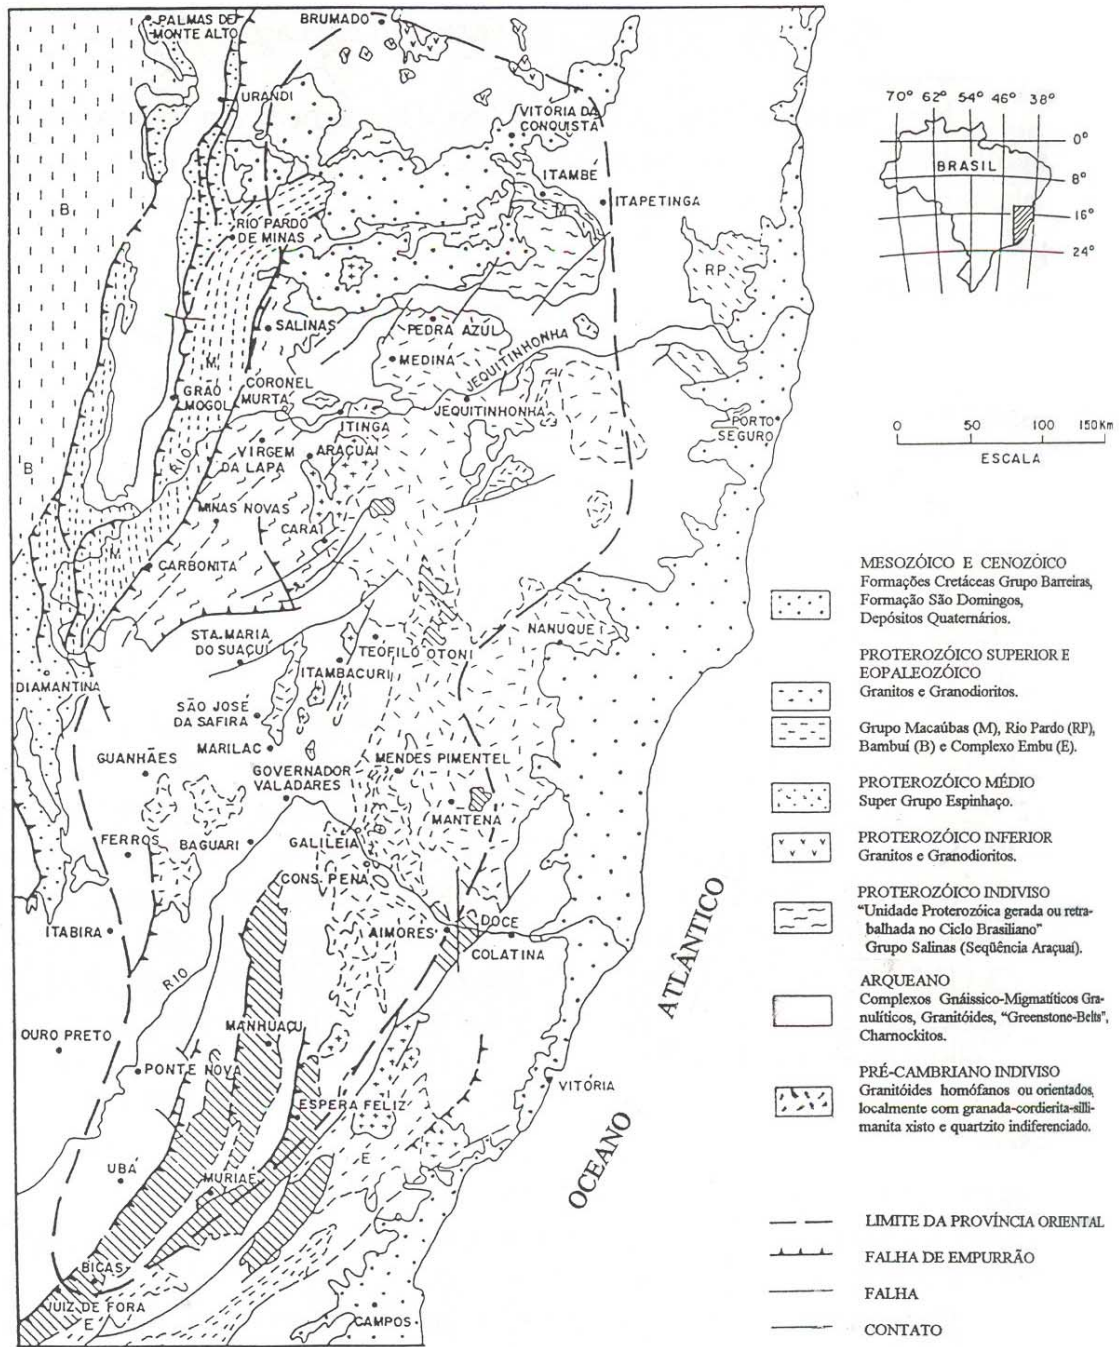 PALMAS DE
MONTE ALTO
BRUMADO
URANDI
VITÓRIA DA
CONQUISTA
ITAMBÉ
ITAPETINGA
B
RIO PARDO
DE MINAS
M
RP
SALINAS
PEDRA AZUL
MEDINA
JEQUITINHONHA
M
GRÃO
MOGOL
CORONEL
MURTA
JEQUITINHONHA
ITINGA
PORTO
SEGURO
B
RIO
VIRGEM
DA LAPA
ARAÇUAÍ
MINAS NOVAS
CARAÍ
M
CARBONITA
STA. MARIA
DO SUAÇUÍ
TEÓFILO OTONI
NANUQUE
ITAMBACURI
DIAMANTINA
SÃO JOSÉ
DA SAFIRA
MARILAC
GUANHÃES
GOVERNADOR
VALADARES
MENDES PIMENTEL
MANTENA
FERROS
BAGUARI
GALILEIA
CONS. PENA
ITABIRA
AIMORÉS
DOCE
COLATINA
RIO
OURO PRETO
MANHUAÇU
PONTE NOVA
VITÓRIA
ESPERA FELIZ
E
UBÁ
MURIAÉ
BICAS
JUIZ DE FORA
E
CAMPOS
OCEANO
ATLÂNTICO
70° 62° 54° 46° 38°
0°
BRASIL
8°
16°
24°
0 50 100 150Km
ESCALA
MESOZÓICO E CENOZÓICO
Formações Cretáceas Grupo Barreiras,
Formação São Domingos,
Depósitos Quaternários.
PROTEROZÓICO SUPERIOR E
EOPALEOZÓICO
Granitos e Granodioritos.
Grupo Macaúbas (M), Rio Pardo (RP),
Bambuí (B) e Complexo Embu (E).
PROTEROZÓICO MÉDIO
Super Grupo Espinhaço.
PROTEROZÓICO INFERIOR
Granitos e Granodioritos.
PROTEROZÓICO INDIVISO
"Unidade Proterozóica gerada ou retra-
balhada no Ciclo Brasiliano"
Grupo Salinas (Seqüência Araçuaí).
ARQUEANO
Complexos Gnáissico-Migmatíticos Gra-
nulíticos, Granitóides, "Greenstone-Belts",
Charnockitos.
PRÉ-CAMBRIANO INDIVISO
Granitóides homófanos ou orientados,
localmente com granada-cordierita-silli-
manita xisto e quartzito indiferenciado.
LIMITE DA PROVÍNCIA ORIENTAL
FALHA DE EMPURRÃO
FALHA
CONTATO